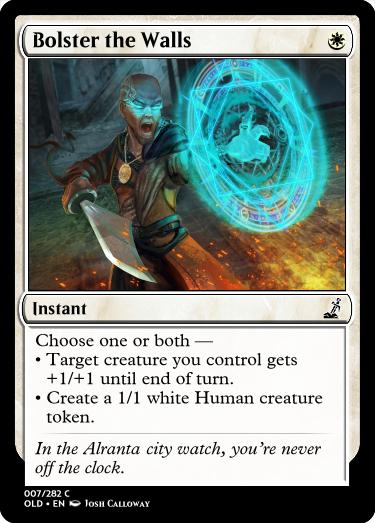 Bolster the Walls
Instant
Choose one or both —
• Target creature you control gets
+1/+1 until end of turn.
• Create a 1/1 white Human creature
token.
In the Alranta city watch, you're never
off the clock.
007/282 C
OLD • EN Josh Calloway